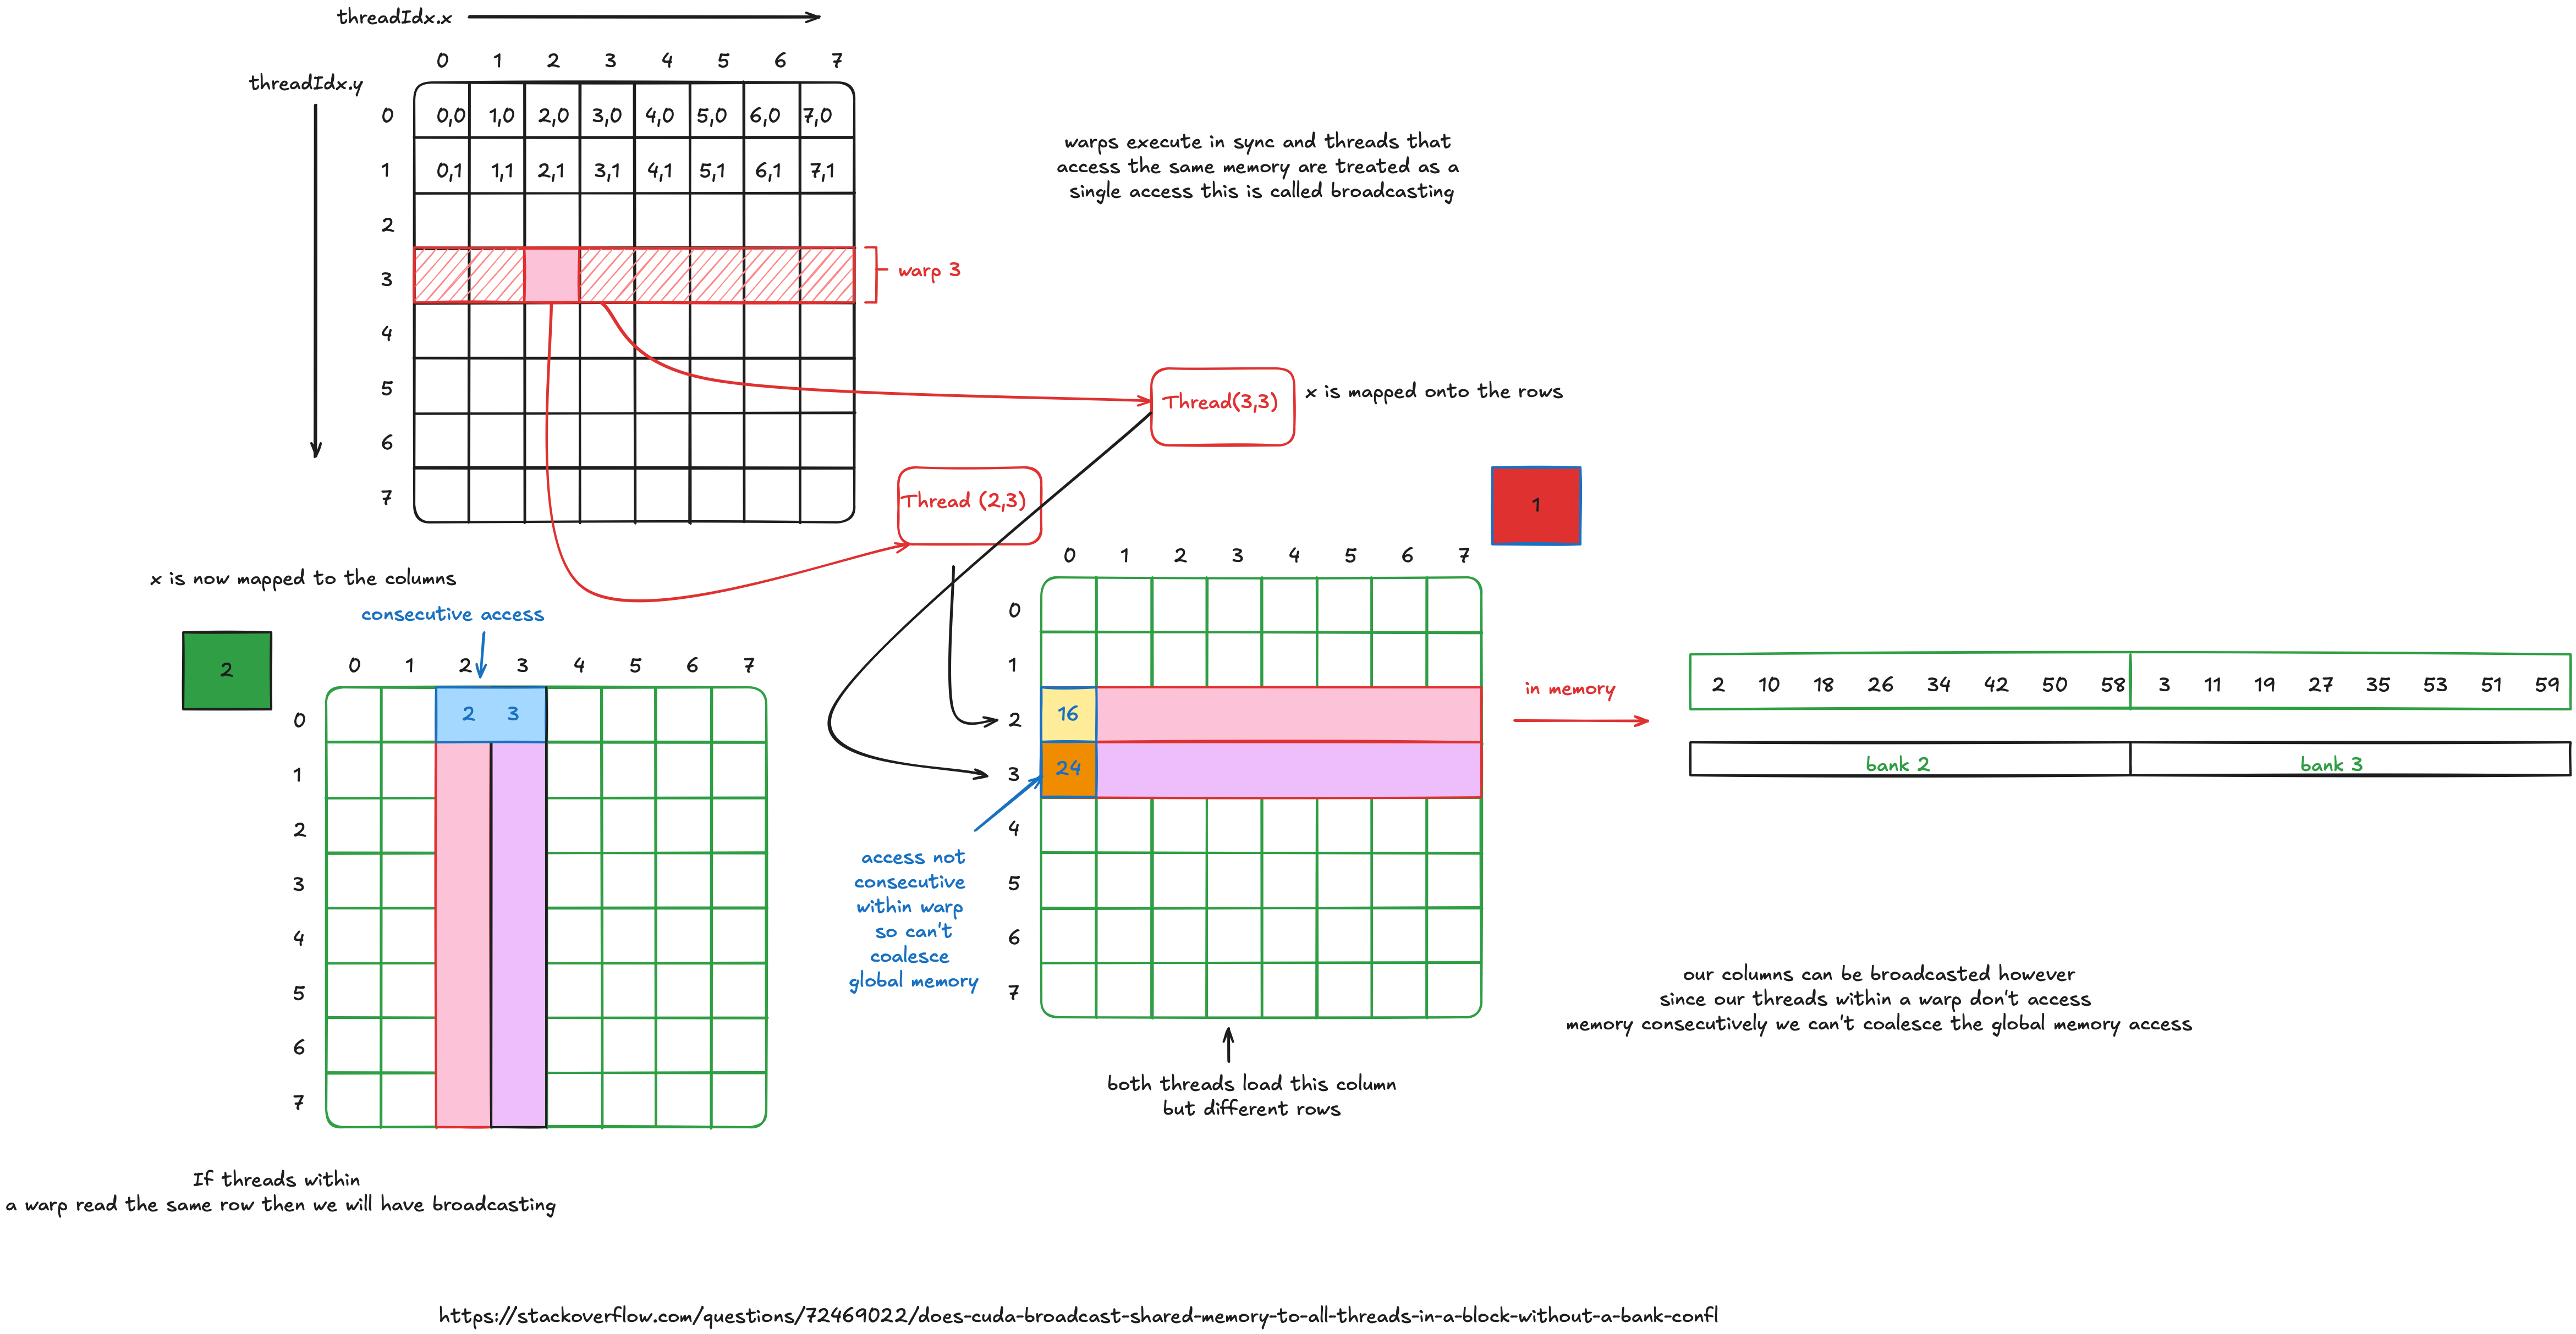 threadIdx.x
0 1 2 3 4 5 6 7
threadIdx.y
0 0,0 1,0 2,0 3,0 4,0 5,0 6,0 7,0
1 0,1 1,1 2,1 3,1 4,1 5,1 6,1 7,1
2
3
warp 3
4
5
6
7
warps execute in sync and threads that
access the same memory are treated as a
single access this is called broadcasting
Thread(3,3)
x is mapped onto the rows
Thread (2,3)
1
x is now mapped to the columns
consecutive access
2
0 1 2 3 4 5 6 7
0 2 3
1
2
3
4
5
6
7
If threads within
a warp read the same row then we will have broadcasting
0 1 2 3 4 5 6 7
0
1
2 16
3 24
4
5
6
7
access not
consecutive
within warp
so can't
coalesce
global memory
both threads load this column
but different rows
in memory
2 10 18 26 34 42 50 58 3 11 19 27 35 53 51 59
bank 2 bank 3
our columns can be broadcasted however
since our threads within a warp don't access
memory consecutively we can't coalesce the global memory access
https://stackoverflow.com/questions/72469022/does-cuda-broadcast-shared-memory-to-all-threads-in-a-block-without-a-bank-confl